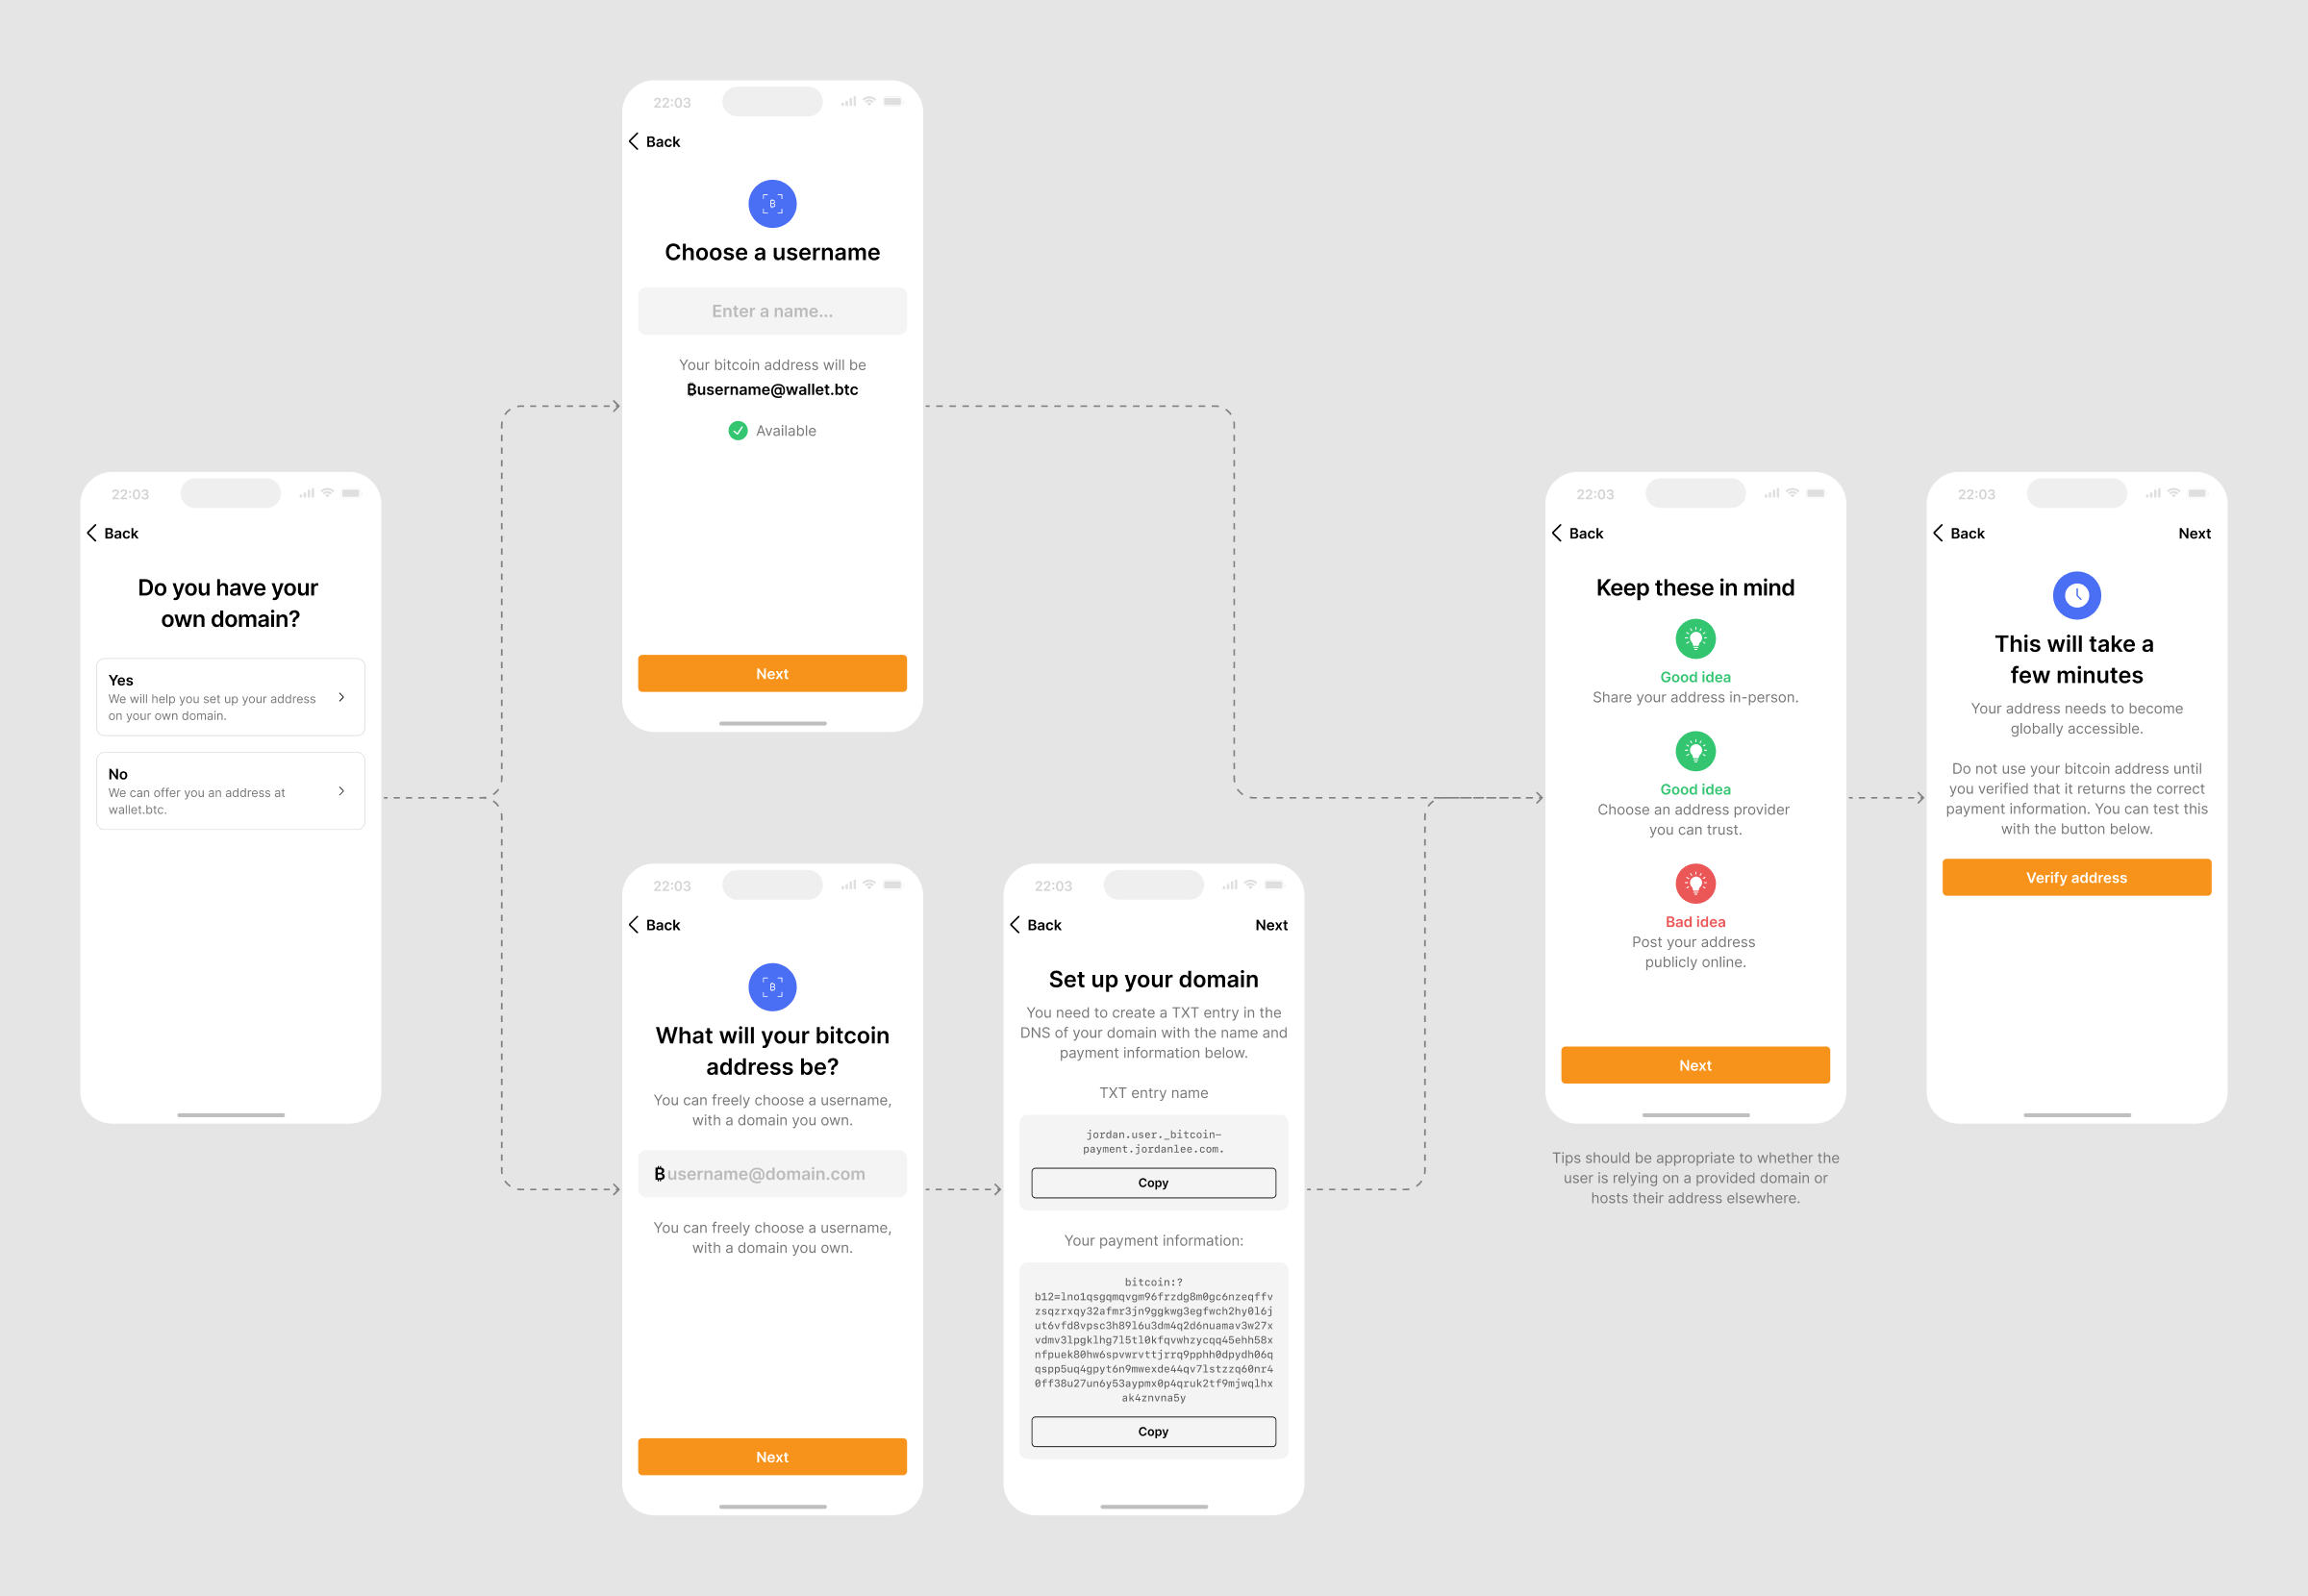 22:03
Back
Do you have your
own domain?
Yes
We will help you set up your address
on your own domain.
No
We can offer you an address at
wallet.btc.
22:03
Back
Choose a username
Enter a name...
Your bitcoin address will be
₿username@wallet.btc
Available
Next
22:03
Back
What will your bitcoin
address be?
You can freely choose a username,
with a domain you own.
₿username@domain.com
You can freely choose a username,
with a domain you own.
Next
22:03
Back
Next
Set up your domain
You need to create a TXT entry in the
DNS of your domain with the name and
payment information below.
TXT entry name
jordan.user._bitcoin-
payment.jordanlee.com.
Copy
Your payment information:
bitcoin:?
b12=lno1qsgqmqvgm96frzdg8m0gc6nzeqffv
zsqzrxqy32afmr3jn9ggkwg3egfwch2hy0l6j
ut6vfd8vpsc3h89l6u3dm4q2d6nuamav3w27x
vdmv3lpgklhg7l5tl0kfqvwhzycqq45ehh58x
nfpuek80hw6spvwrvttjrrq9pphh0dpydh06q
qspp5uq4gpyt6n9mwexde44qv7lstzzq60nr4
0ff38u27un6y53aypmx0p4qruk2tf9mjwqlhx
ak4znvna5y
Copy
22:03
Back
Keep these in mind
Good idea
Share your address in-person.
Good idea
Choose an address provider
you can trust.
Bad idea
Post your address
publicly online.
Next
Tips should be appropriate to whether the
user is relying on a provided domain or
hosts their address elsewhere.
22:03
Back
Next
This will take a
few minutes
Your address needs to become
globally accessible.
Do not use your bitcoin address until
you verified that it returns the correct
payment information. You can test this
with the button below.
Verify address